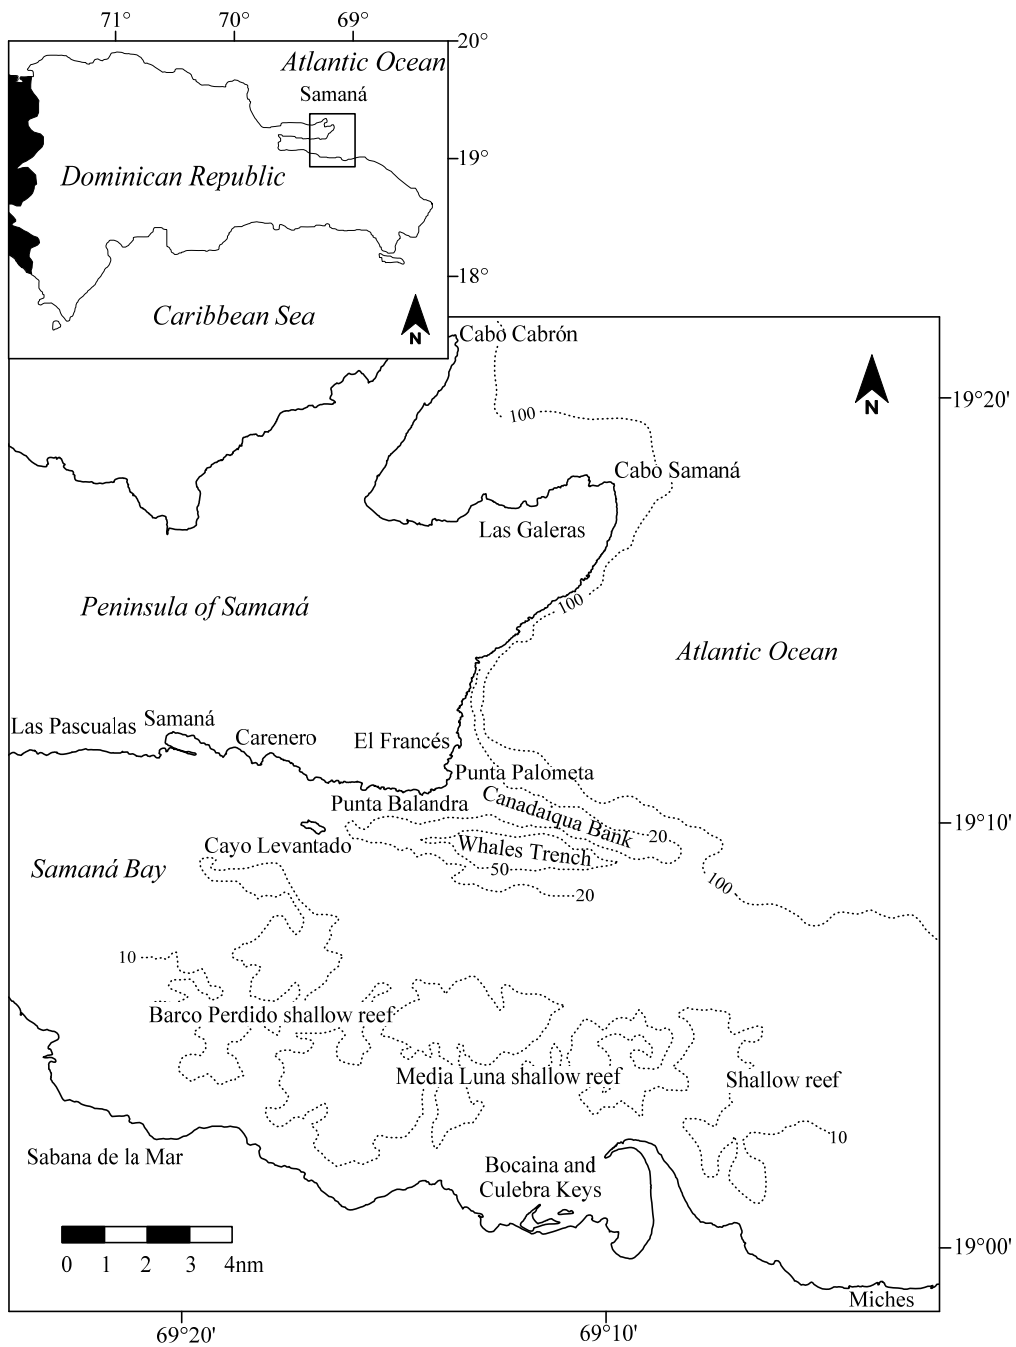 71° 70° 69°
20°
Atlantic Ocean
Samaná
19°
Dominican Republic
18°
Caribbean Sea
N
Cabo Cabrón
N
19°20'
100
Cabo Samaná
Las Galeras
100
Peninsula of Samaná
Atlantic Ocean
Las Pascualas
Samaná
Carenero
El Francés
Punta Palometa
Punta Balandra
Canadaiqua Bank
20
19°10'
Cayo Levantado
Whales Trench
50
Samaná Bay
100
20
10
Barco Perdido shallow reef
Media Luna shallow reef
Shallow reef
10
Sabana de la Mar
Bocaina and
Culebra Keys
19°00'
0 1 2 3 4nm
Miches
69°20'
69°10'